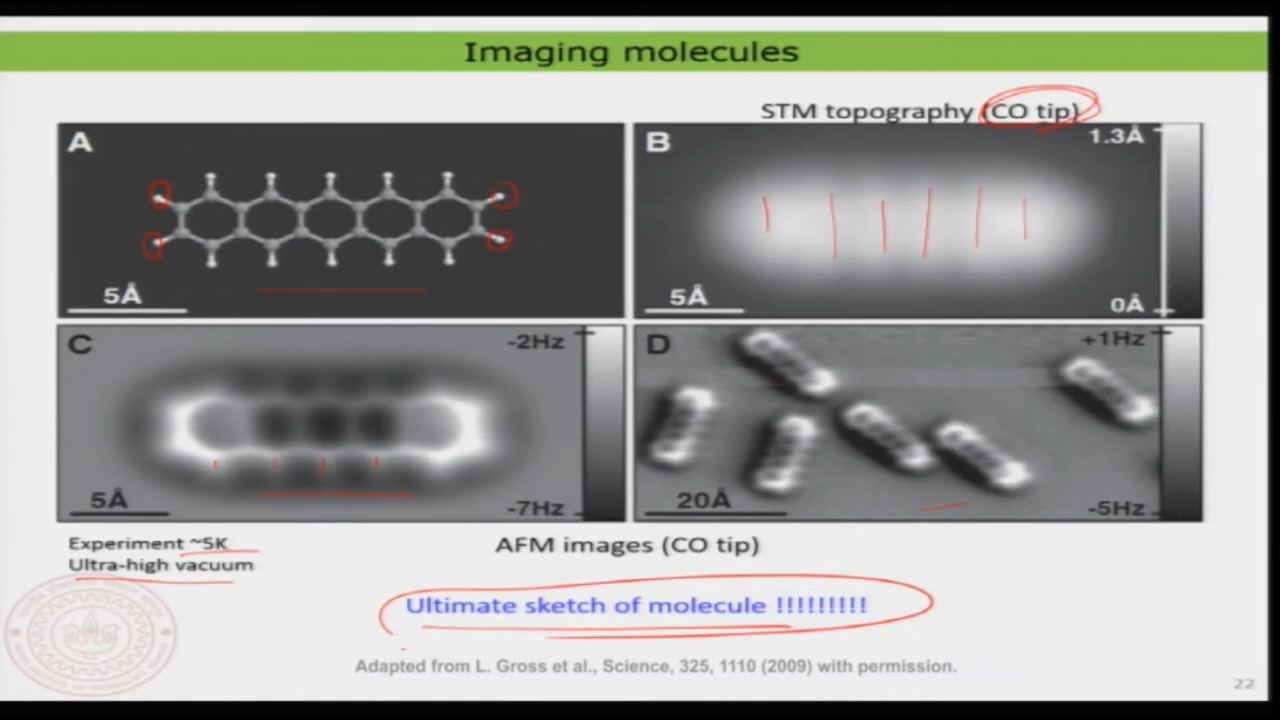 Imaging molecules
STM topography (CO tip)
A
5Å
B
1.3Å
5Å
0Å
C
-2Hz
5Å
-7Hz
D
+1Hz
20Å
-5Hz
Experiment ~5K
Ultra-high vacuum
AFM images (CO tip)
Ultimate sketch of molecule !!!!!!!!!
Adapted from L. Gross et al., Science, 325, 1110 (2009) with permission.
22